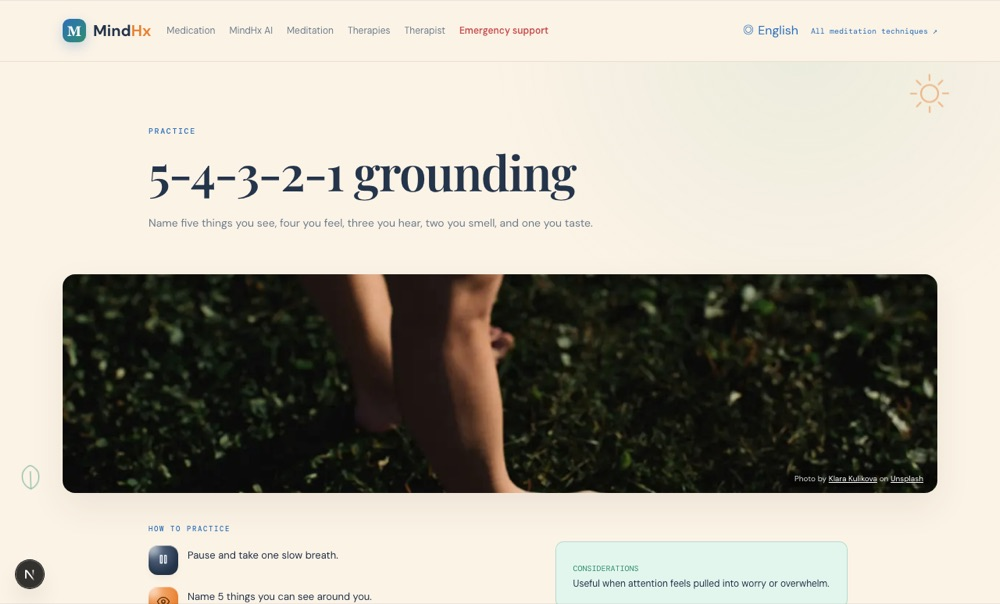 M MindHx Medication MindHx AI Meditation Therapies Therapist Emergency support English All meditation techniques ↗
PRACTICE
5-4-3-2-1 grounding
Name five things you see, four you feel, three you hear, two you smell, and one you taste.
Photo by Klara Kulikova on Unsplash
HOW TO PRACTICE
Pause and take one slow breath.
CONSIDERATIONS
Useful when attention feels pulled into worry or overwhelm.
N
Name 5 things you can see around you.